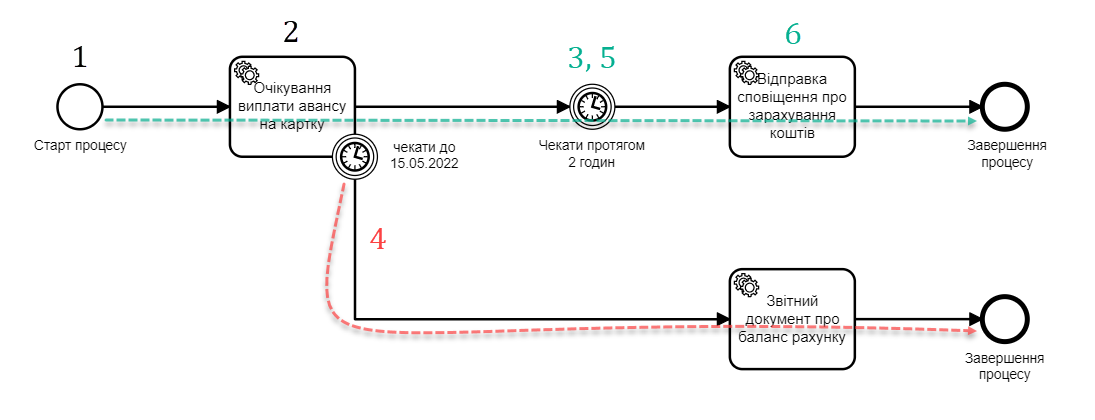 1
2
3, 5
6
Старт процесу
Очікування
виплати авансу
на картку
чекати до
15.05.2022
Чекати протягом
2 годин
Відправка
сповіщення про
зарахування
коштів
Завершення
процесу
4
Звітний
документ про
баланс рахунку
Завершення
процесу